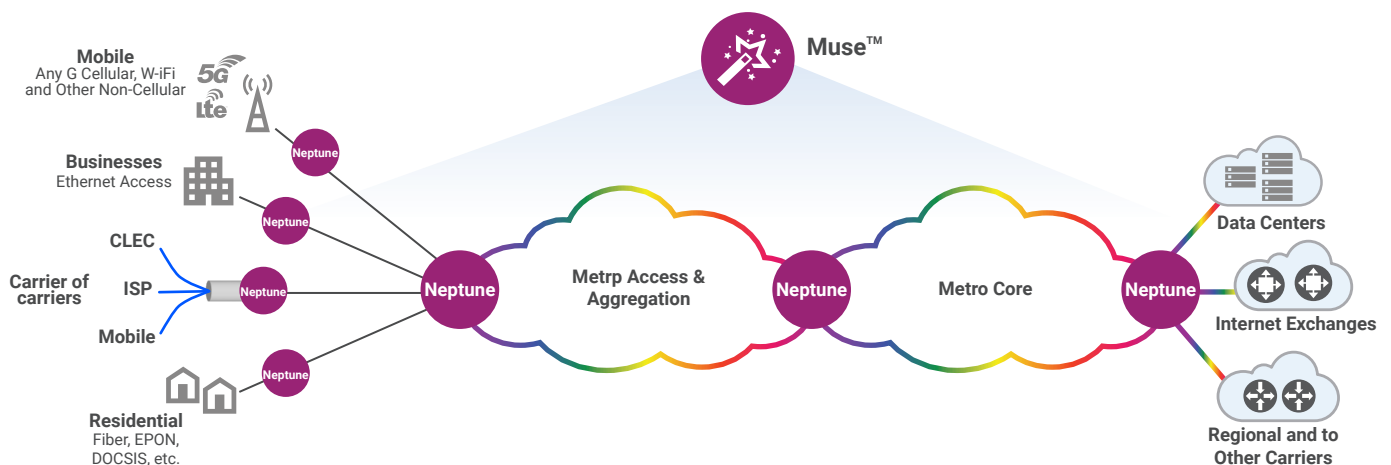 Muse™
Mobile
Any G Cellular, W-iFi
and Other Non-Cellular
5G
Lte
Neptune
Businesses
Ethernet Access
Neptune
CLEC
Carrier of
carriers
ISP
Mobile
Neptune
Residential
Fiber, EPON,
DOCSIS, etc.
Neptune
Neptune
Metrp Access &
Aggregation
Neptune
Metro Core
Neptune
Data Centers
Internet Exchanges
Regional and to
Other Carriers